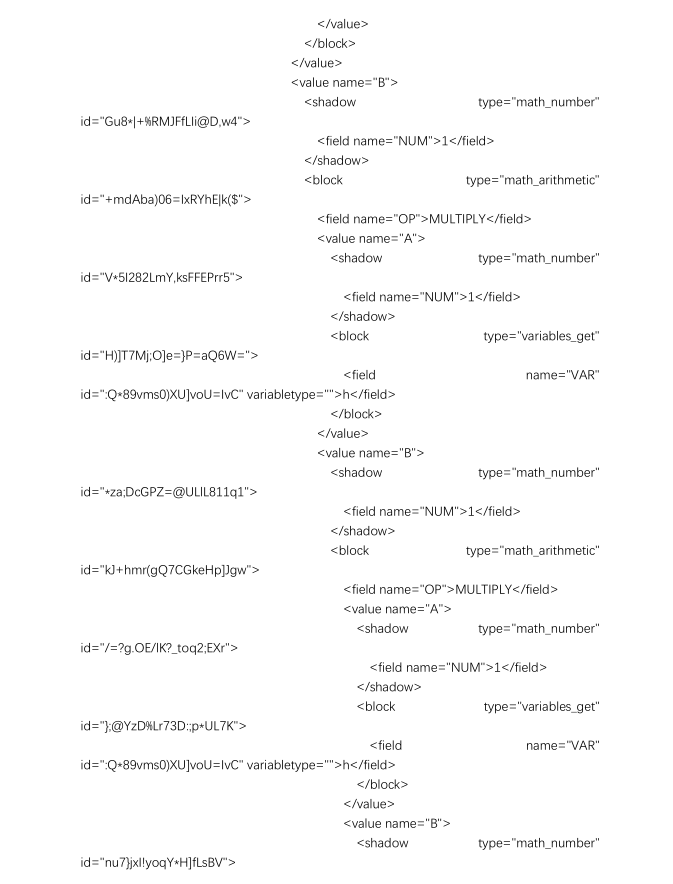 </value>
</block>
</value>
<value name="B">
<shadow type="math_number"
id="Gu8*|+%RMJFfLIi@D,w4">
<field name="NUM">1</field>
</shadow>
<block type="math_arithmetic"
id="+mdAba)06=IxRYhE|k($">
<field name="OP">MULTIPLY</field>
<value name="A">
<shadow type="math_number"
id="V*5I282LmY,ksFFEPrr5">
<field name="NUM">1</field>
</shadow>
<block type="variables_get"
id="H)]T7Mj;O]e=}P=aQ6W=">
<field name="VAR"
id=":Q*89vms0)XU]voU=IvC" variabletype="">h</field>
</block>
</value>
<value name="B">
<shadow type="math_number"
id="*za;DcGPZ=@ULIL811q1">
<field name="NUM">1</field>
</shadow>
<block type="math_arithmetic"
id="kJ+hmr(gQ7CGkeHp]Jgw">
<field name="OP">MULTIPLY</field>
<value name="A">
<shadow type="math_number"
id="/=?g.OE/IK?_toq2;EXr">
<field name="NUM">1</field>
</shadow>
<block type="variables_get"
id="};@YzD%Lr73D:;p*UL7K">
<field name="VAR"
id=":Q*89vms0)XU]voU=IvC" variabletype="">h</field>
</block>
</value>
<value name="B">
<shadow type="math_number"
id="nu7}jxI!yoqY*H]fLsBV">